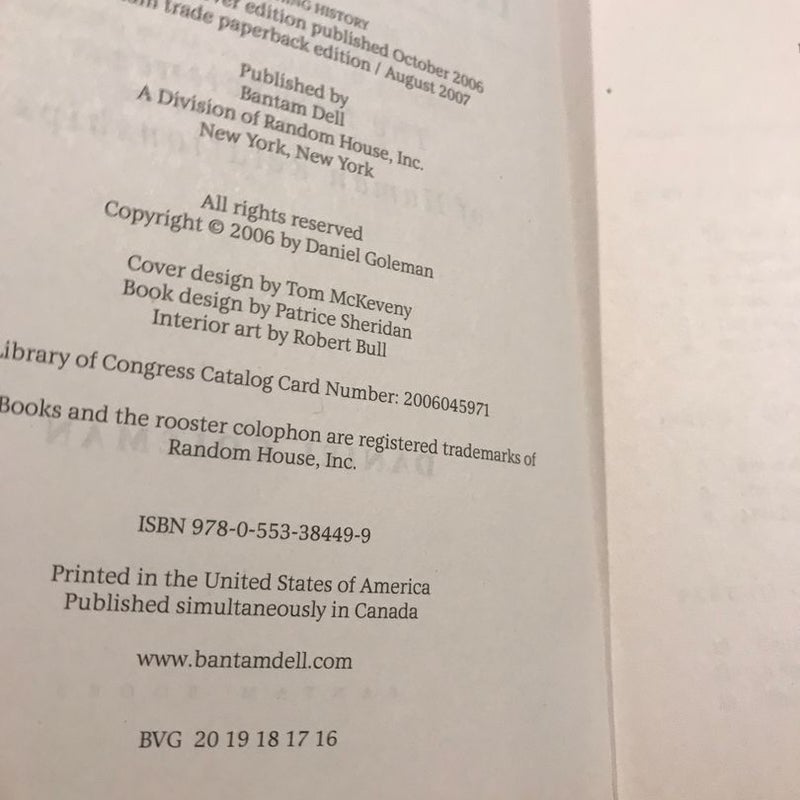 HISTORY
edition published October 2006
trade paperback edition / August 2007
Published by
Bantam Dell
A Division of Random House, Inc.
New York, New York
All rights reserved
Copyright © 2006 by Daniel Goleman
Cover design by Tom McKeveny
Book design by Patrice Sheridan
Interior art by Robert Bull
Library of Congress Catalog Card Number: 2006045971
Books and the rooster colophon are registered trademarks of
Random House, Inc.
ISBN 978-0-553-38449-9
Printed in the United States of America
Published simultaneously in Canada
www.bantamdell.com
BVG 20 19 18 17 16